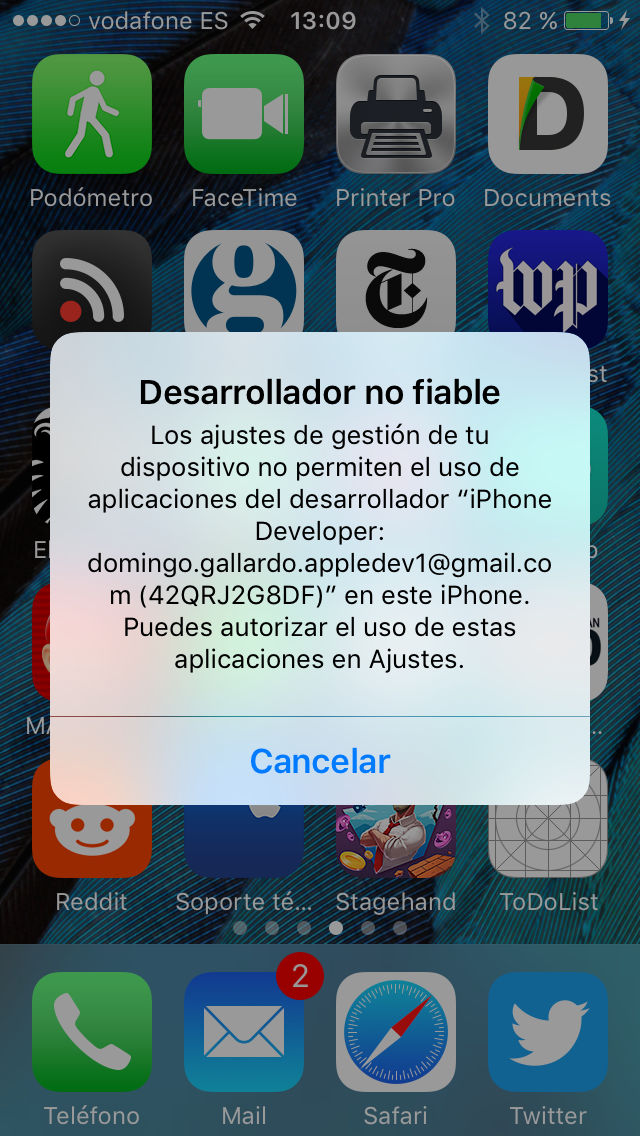 vodafone ES 13:09 82 %
Podómetro FaceTime Printer Pro Documents
Desarrollador no fiable
Los ajustes de gestión de tu
dispositivo no permiten el uso de
aplicaciones del desarrollador “iPhone
Developer:
domingo.gallardo.appledev1@gmail.co
m (42QRJ2G8DF)” en este iPhone.
Puedes autorizar el uso de estas
aplicaciones en Ajustes.
Cancelar
Reddit Soporte té... Stagehand ToDoList
2
Teléfono Mail Safari Twitter